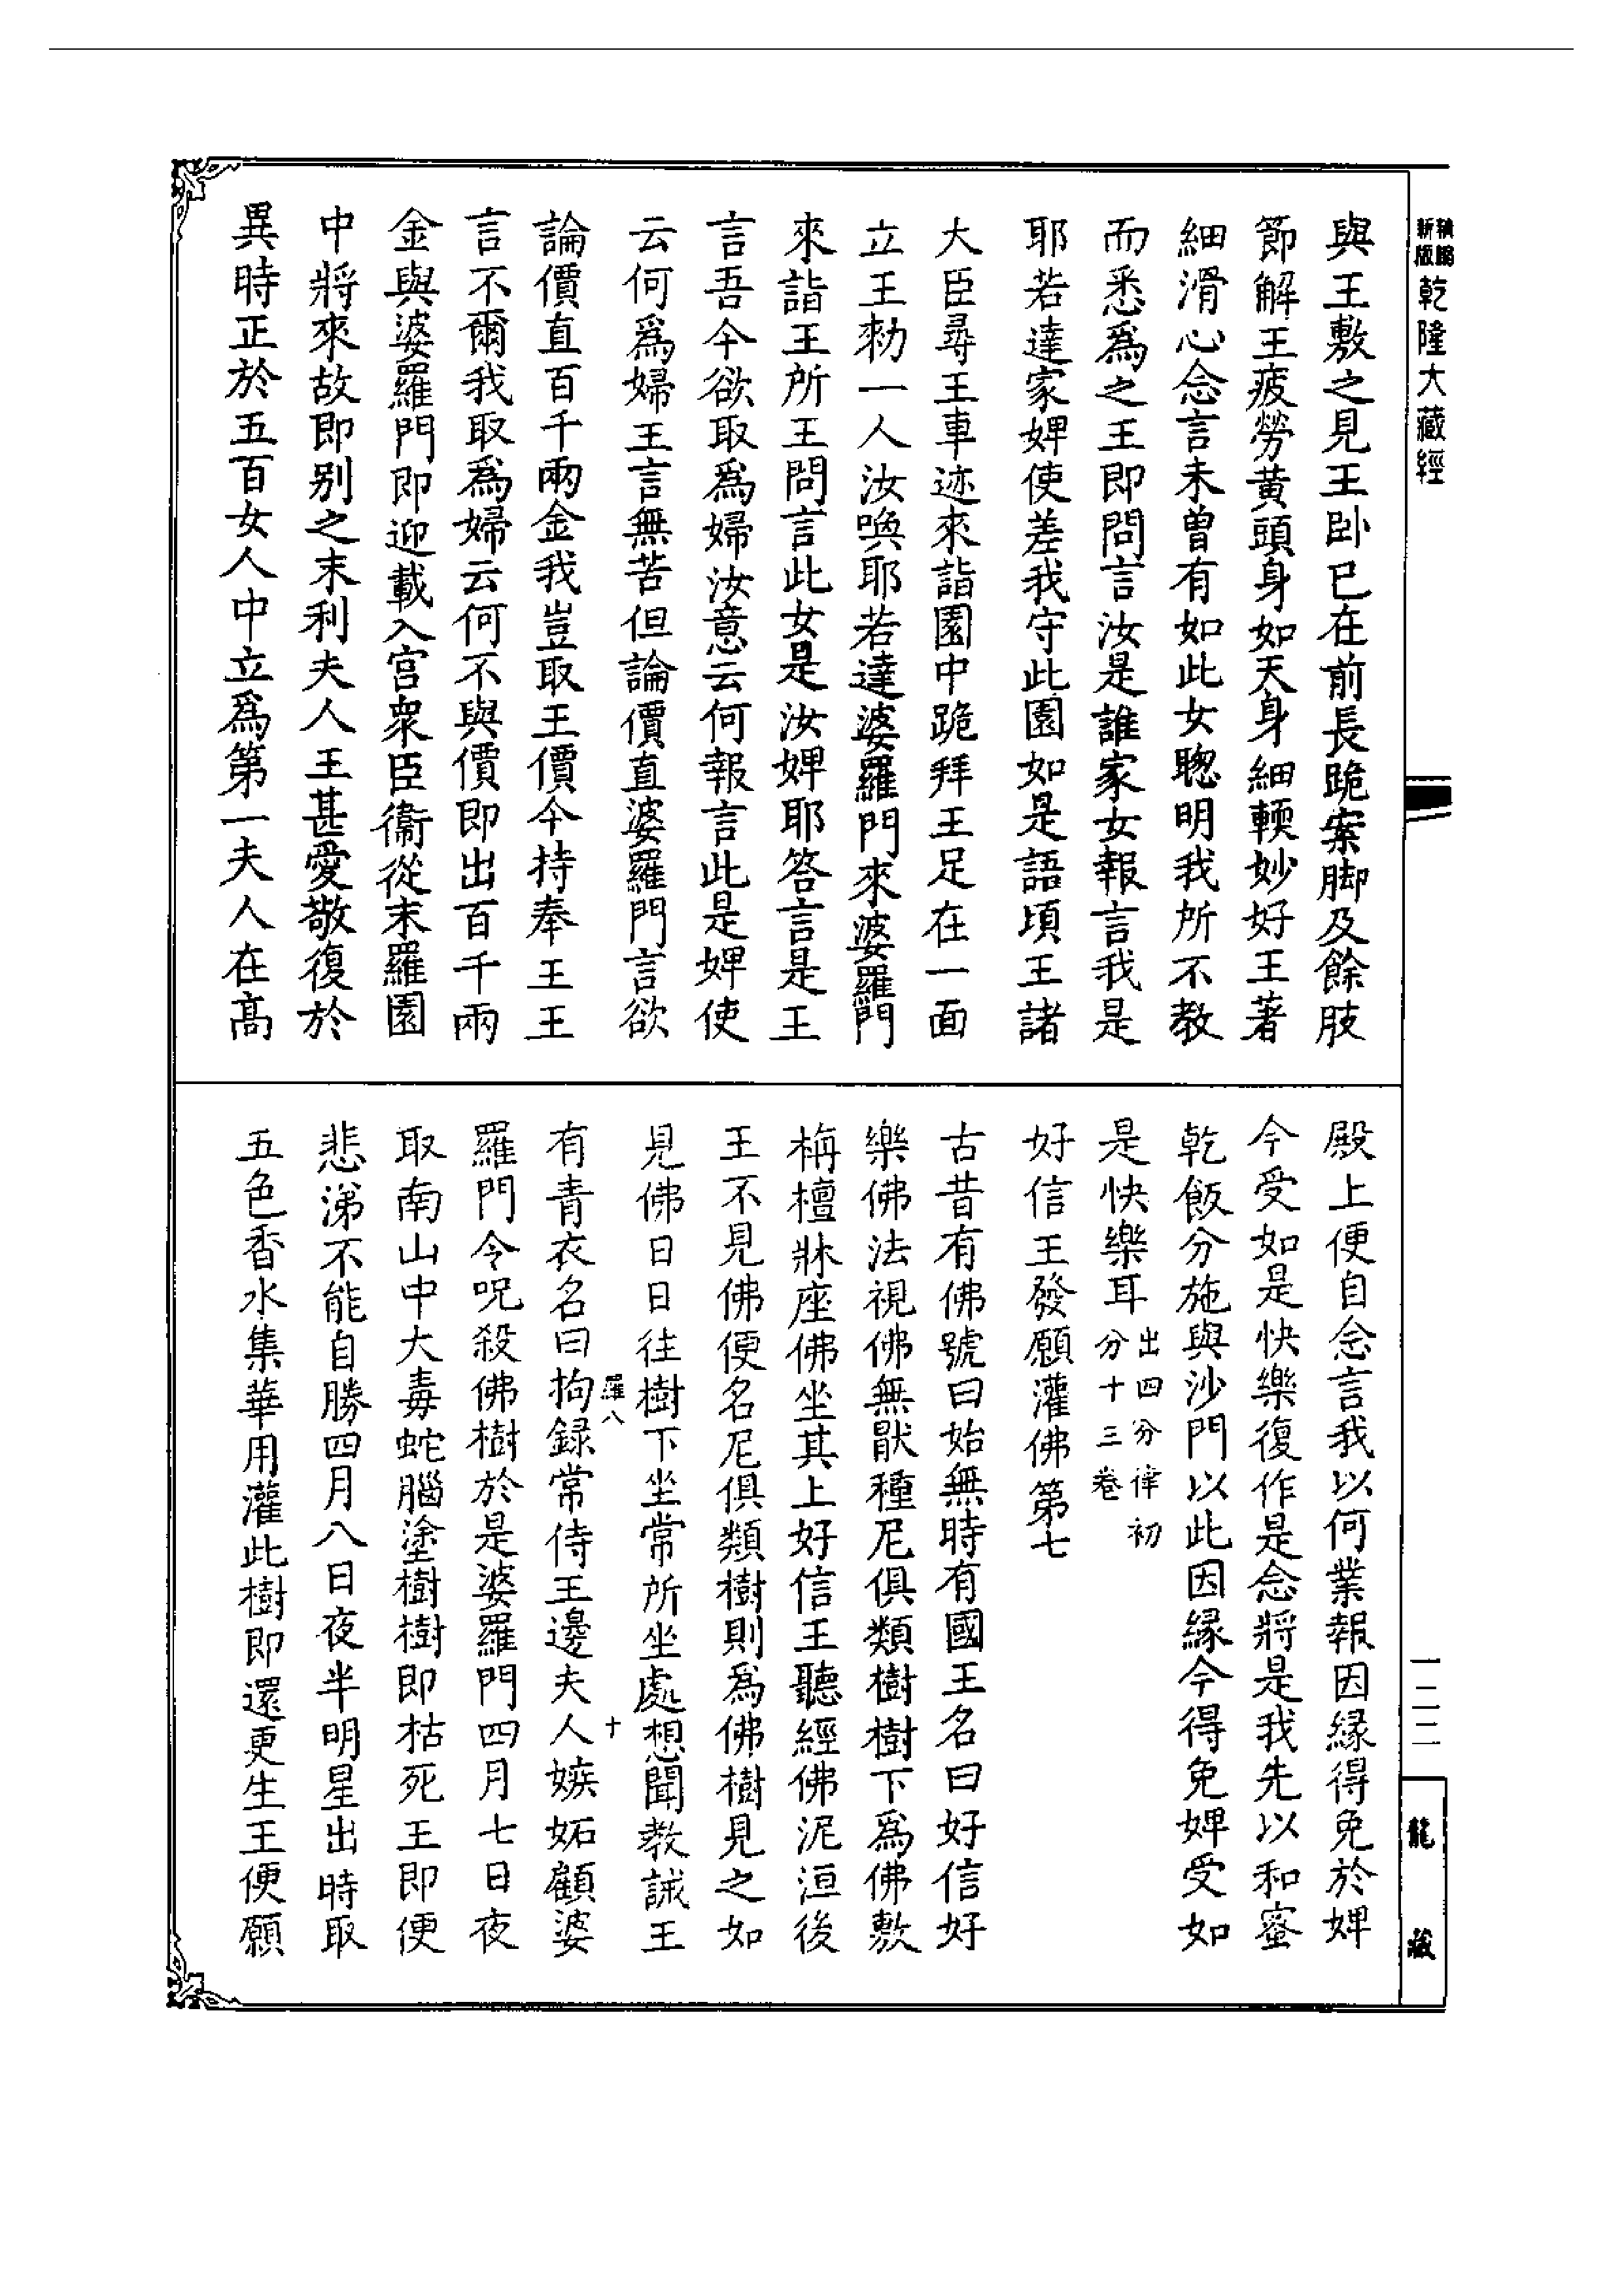 乾隆大藏經
與王敷之見王卧已在前長跪案脚及餘肢
節解王疲勞黃頭身如天身細輭妙好王著
細滑心念言未曾有如此女聰明我所不教
而悉爲之王即問言汝是誰家女報言我是
耶若達家婢使差我守此園如是語頃王諸
大臣尋王車迹來詣園中跪拜王足在一面
立王勑一人汝喚耶若達婆羅門來婆羅門
來詣王所王問言此女是汝婢耶答言是王
言吾今欲取爲婦汝意云何報言此是婢使
云何爲婦王言無苦但論價直婆羅門言欲
論價直百千兩金我豈取王價今持奉王王
言不爾我取爲婦云何不與價即出百千兩
金與婆羅門即迎載入宮衆臣衞從末羅園
中將來故即别之末利夫人王甚愛敬復於
異時正於五百女人中立爲第一夫人在高
殿上便自念言我以何業報因緣得免於婢
今受如是快樂復作是念將是我先以和蜜
乾飯分施與沙門以此因緣今得免婢受如
是快樂耳出四分律初分十三卷
好信王發願灌佛第七
古昔有佛號曰始無時有國王名曰好信好
樂佛法視佛無猒種尼俱類樹樹下爲佛敷
栴檀牀座佛坐其上好信王聽經佛泥洹後
王不見佛便名尼俱類樹則爲佛樹見之如
見佛日日往樹下坐常所坐處想聞教誡王
羅八
十
有青衣名曰拘録常侍王邊夫人嫉妬顧婆
羅門令呪殺佛樹於是婆羅門四月七日夜
取南山中大毒蛇腦塗樹樹即枯死王即便
悲涕不能自勝四月八日夜半明星出時取
五色香水集華用灌此樹即還更生王便願
一二二
龍藏